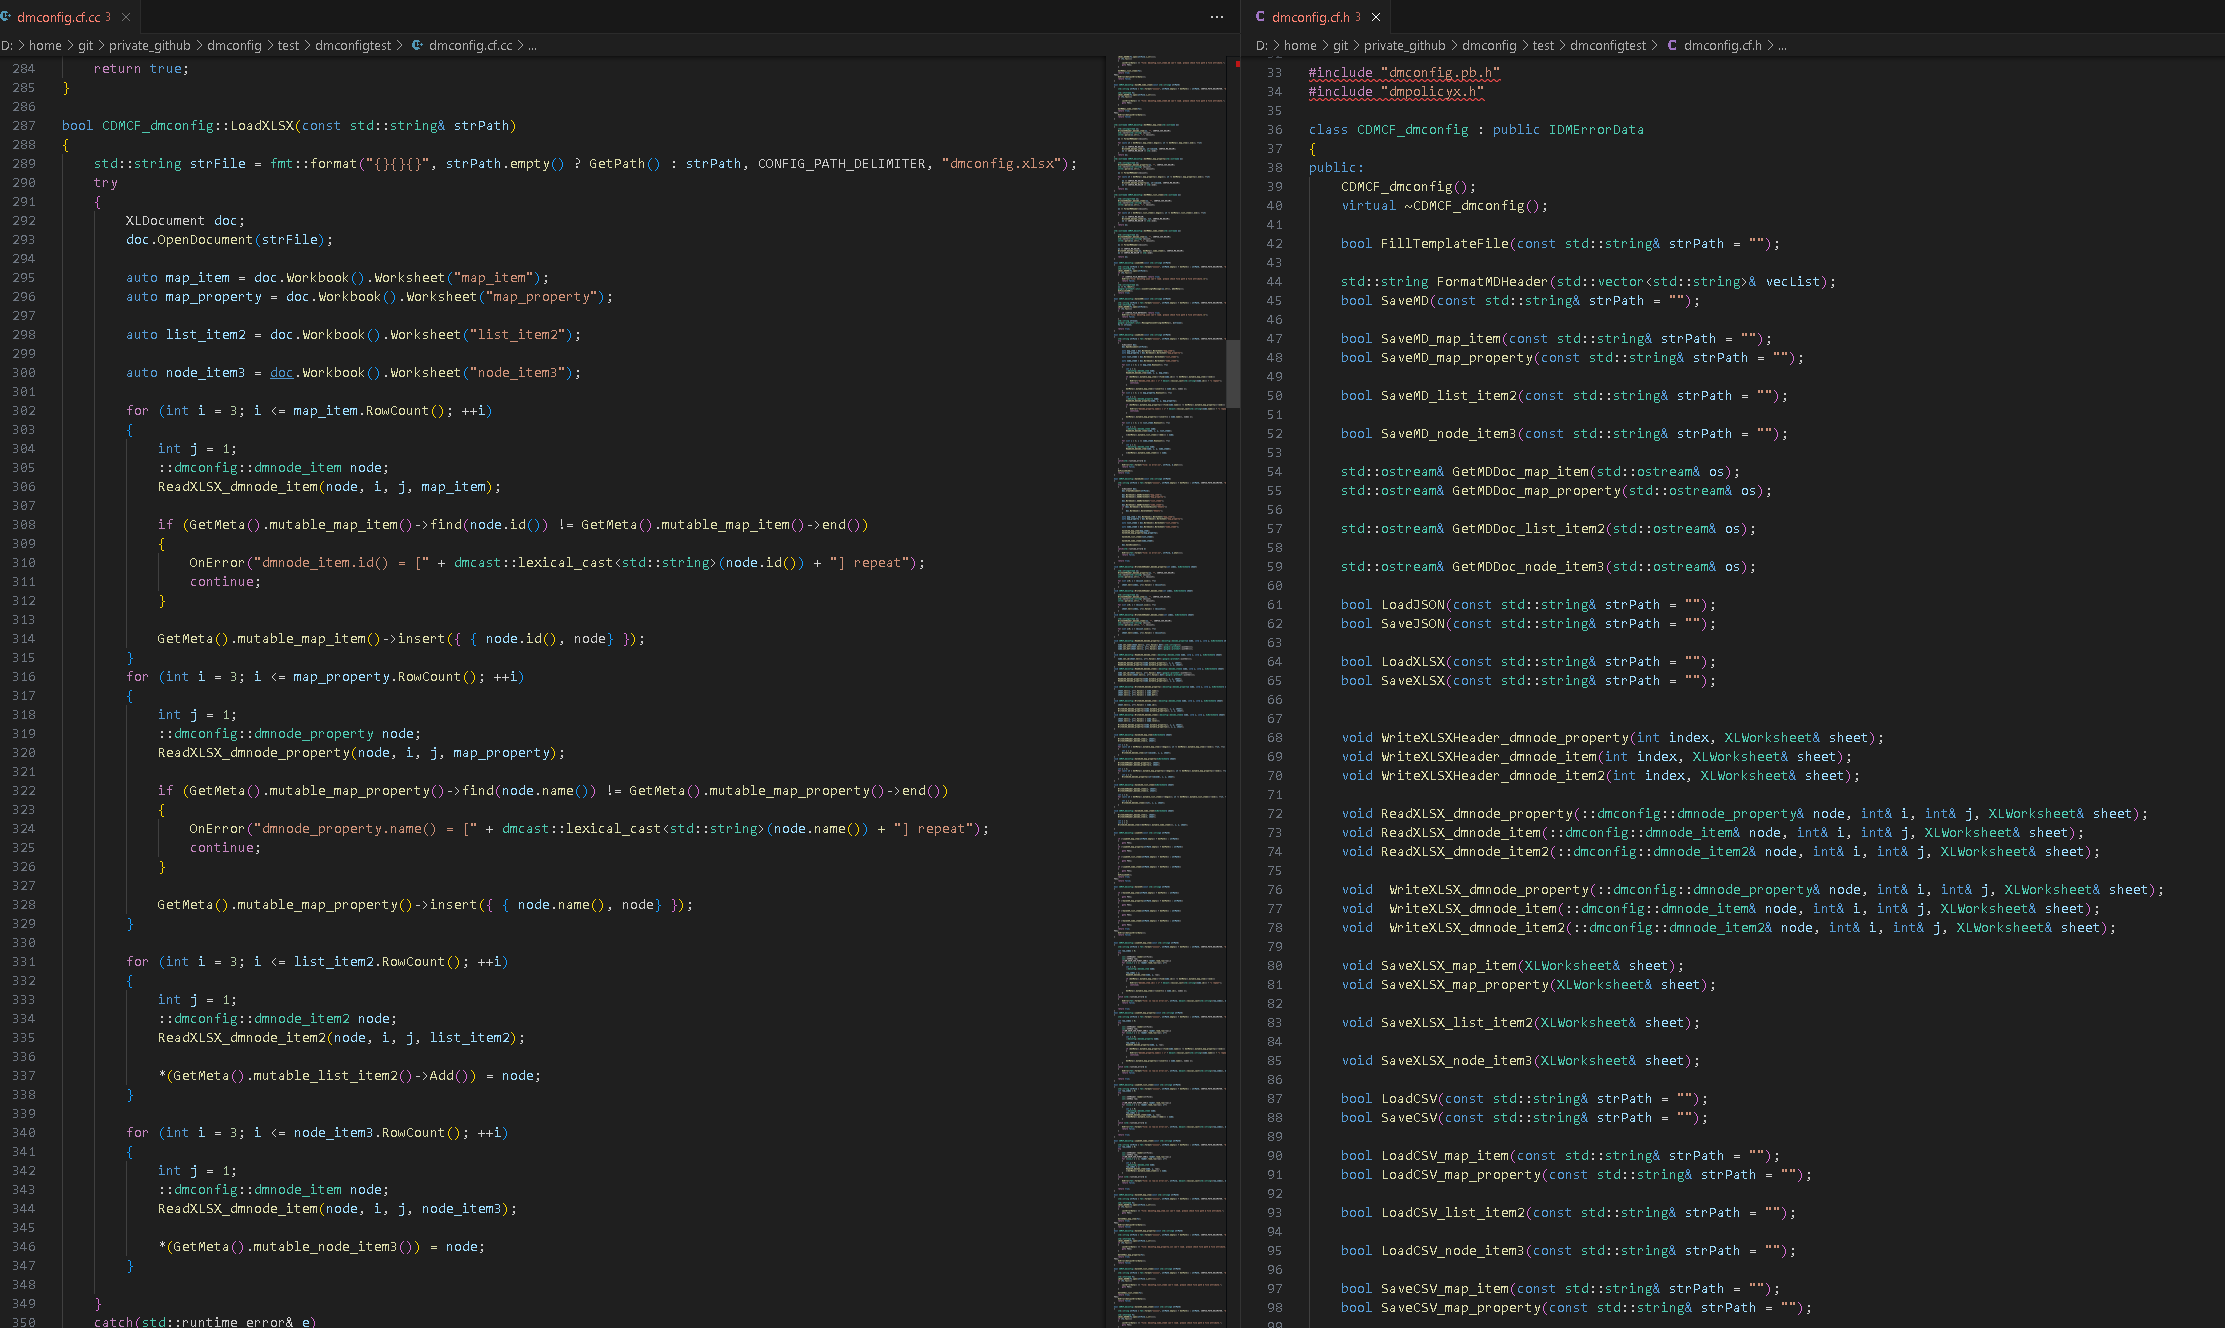 dmconfig.cf.cc 3
D: > home > git > private_github > dmconfig > test > dmconfigtest > dmconfig.cf.cc > ...
284 return true;
285 }
286
287 bool CDMCF_dmconfig::LoadXLSX(const std::string& strPath)
288 {
289 std::string strFile = fmt::format("{}{}{}", strPath.empty() ? GetPath() : strPath, CONFIG_PATH_DELIMITER, "dmconfig.xlsx");
290 try
291 {
292 XLDocument doc;
293 doc.OpenDocument(strFile);
294
295 auto map_item = doc.Workbook().Worksheet("map_item");
296 auto map_property = doc.Workbook().Worksheet("map_property");
297
298 auto list_item2 = doc.Workbook().Worksheet("list_item2");
299
300 auto node_item3 = doc.Workbook().Worksheet("node_item3");
301
302 for (int i = 3; i <= map_item.RowCount(); ++i)
303 {
304 int j = 1;
305 ::dmconfig::dmnode_item node;
306 ReadXLSX_dmnode_item(node, i, j, map_item);
307
308 if (GetMeta().mutable_map_item()->find(node.id()) != GetMeta().mutable_map_item()->end())
309 {
310 OnError("dmnode_item.id() = [" + dmcast::lexical_cast<std::string>(node.id()) + "] repeat");
311 continue;
312 }
313
314 GetMeta().mutable_map_item()->insert({ { node.id(), node} });
315 }
316 for (int i = 3; i <= map_property.RowCount(); ++i)
317 {
318 int j = 1;
319 ::dmconfig::dmnode_property node;
320 ReadXLSX_dmnode_property(node, i, j, map_property);
321
322 if (GetMeta().mutable_map_property()->find(node.name()) != GetMeta().mutable_map_property()->end())
323 {
324 OnError("dmnode_property.name() = [" + dmcast::lexical_cast<std::string>(node.name()) + "] repeat");
325 continue;
326 }
327
328 GetMeta().mutable_map_property()->insert({ { node.name(), node} });
329 }
330
331 for (int i = 3; i <= list_item2.RowCount(); ++i)
332 {
333 int j = 1;
334 ::dmconfig::dmnode_item2 node;
335 ReadXLSX_dmnode_item2(node, i, j, list_item2);
336
337 *(GetMeta().mutable_list_item2()->Add()) = node;
338 }
339
340 for (int i = 3; i <= node_item3.RowCount(); ++i)
341 {
342 int j = 1;
343 ::dmconfig::dmnode_item node;
344 ReadXLSX_dmnode_item(node, i, j, node_item3);
345
346 *(GetMeta().mutable_node_item3()) = node;
347 }
348
349 }
350 catch(std::runtime_error& e)
dmconfig.cf.h 3
D: > home > git > private_github > dmconfig > test > dmconfigtest > dmconfig.cf.h > ...
33 #include "dmconfig.pb.h"
34 #include "dmpolicyx.h"
35
36 class CDMCF_dmconfig : public IDMErrorData
37 {
38 public:
39 CDMCF_dmconfig();
40 virtual ~CDMCF_dmconfig();
41
42 bool FillTemplateFile(const std::string& strPath = "");
43
44 std::string FormatMDHeader(std::vector<std::string>& vecList);
45 bool SaveMD(const std::string& strPath = "");
46
47 bool SaveMD_map_item(const std::string& strPath = "");
48 bool SaveMD_map_property(const std::string& strPath = "");
49
50 bool SaveMD_list_item2(const std::string& strPath = "");
51
52 bool SaveMD_node_item3(const std::string& strPath = "");
53
54 std::ostream& GetMDDoc_map_item(std::ostream& os);
55 std::ostream& GetMDDoc_map_property(std::ostream& os);
56
57 std::ostream& GetMDDoc_list_item2(std::ostream& os);
58
59 std::ostream& GetMDDoc_node_item3(std::ostream& os);
60
61 bool LoadJSON(const std::string& strPath = "");
62 bool SaveJSON(const std::string& strPath = "");
63
64 bool LoadXLSX(const std::string& strPath = "");
65 bool SaveXLSX(const std::string& strPath = "");
66
67
68 void WriteXLSXHeader_dmnode_property(int index, XLWorksheet& sheet);
69 void WriteXLSXHeader_dmnode_item(int index, XLWorksheet& sheet);
70 void WriteXLSXHeader_dmnode_item2(int index, XLWorksheet& sheet);
71
72 void ReadXLSX_dmnode_property(::dmconfig::dmnode_property& node, int& i, int& j, XLWorksheet& sheet);
73 void ReadXLSX_dmnode_item(::dmconfig::dmnode_item& node, int& i, int& j, XLWorksheet& sheet);
74 void ReadXLSX_dmnode_item2(::dmconfig::dmnode_item2& node, int& i, int& j, XLWorksheet& sheet);
75
76 void  WriteXLSX_dmnode_property(::dmconfig::dmnode_property& node, int& i, int& j, XLWorksheet& sheet);
77 void  WriteXLSX_dmnode_item(::dmconfig::dmnode_item& node, int& i, int& j, XLWorksheet& sheet);
78 void  WriteXLSX_dmnode_item2(::dmconfig::dmnode_item2& node, int& i, int& j, XLWorksheet& sheet);
79
80 void SaveXLSX_map_item(XLWorksheet& sheet);
81 void SaveXLSX_map_property(XLWorksheet& sheet);
82
83 void SaveXLSX_list_item2(XLWorksheet& sheet);
84
85 void SaveXLSX_node_item3(XLWorksheet& sheet);
86
87 bool LoadCSV(const std::string& strPath = "");
88 bool SaveCSV(const std::string& strPath = "");
89
90 bool LoadCSV_map_item(const std::string& strPath = "");
91 bool LoadCSV_map_property(const std::string& strPath = "");
92
93 bool LoadCSV_list_item2(const std::string& strPath = "");
94
95 bool LoadCSV_node_item3(const std::string& strPath = "");
96
97 bool SaveCSV_map_item(const std::string& strPath = "");
98 bool SaveCSV_map_property(const std::string& strPath = "");
99